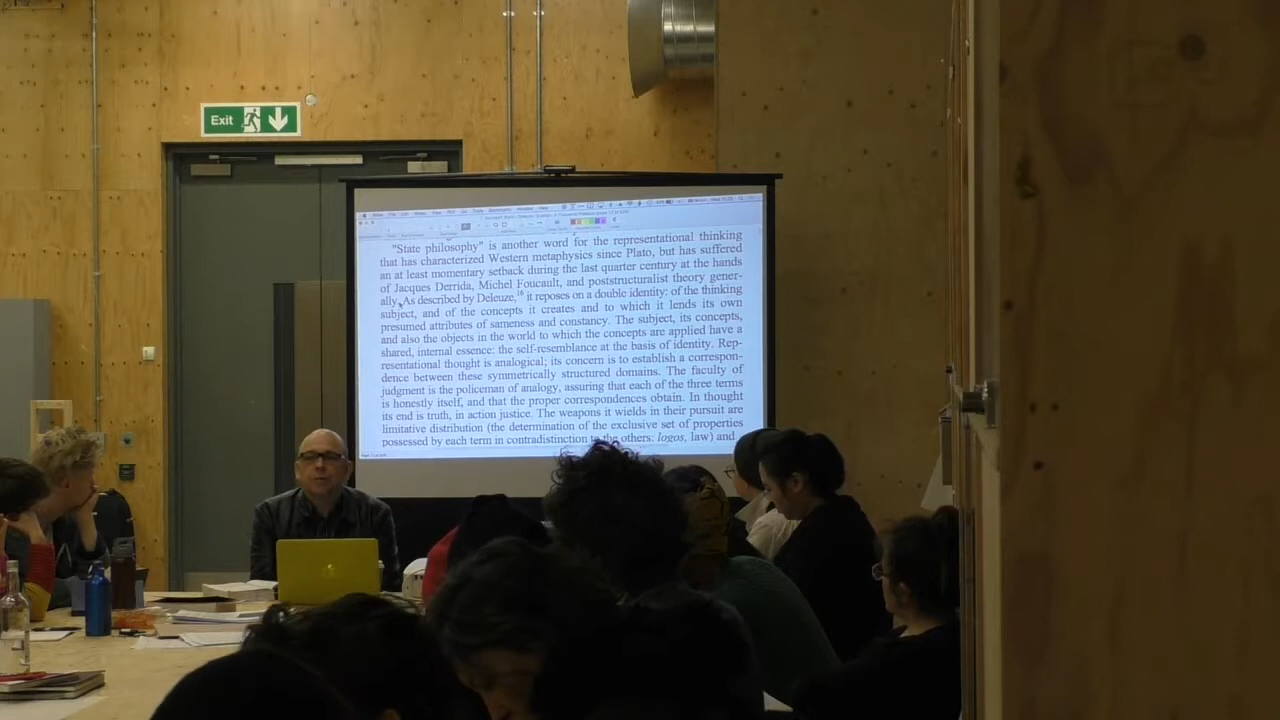 Exit
"State philosophy" is another word for the representational thinking
that has characterized Western metaphysics since Plato, but has suffered
an at least momentary setback during the last quarter century at the hands
of Jacques Derrida, Michel Foucault, and poststructuralist theory gener-
ally. As described by Deleuze,16 it reposes on a double identity: of the thinking
subject, and of the concepts it creates and to which it lends its own
presumed attributes of sameness and constancy. The subject, its concepts,
and also the objects in the world to which the concepts are applied have a
shared, internal essence: the self-resemblance at the basis of identity. Rep-
resentational thought is analogical; its concern is to establish a correspon-
dence between these symmetrically structured domains. The faculty of
judgment is the policeman of analogy, assuring that each of the three terms
is honestly itself, and that the proper correspondences obtain. In thought
its end is truth, in action justice. The weapons it wields in their pursuit are
limitative distribution (the determination of the exclusive set of properties
possessed by each term in contradistinction to the others: logos, law) and